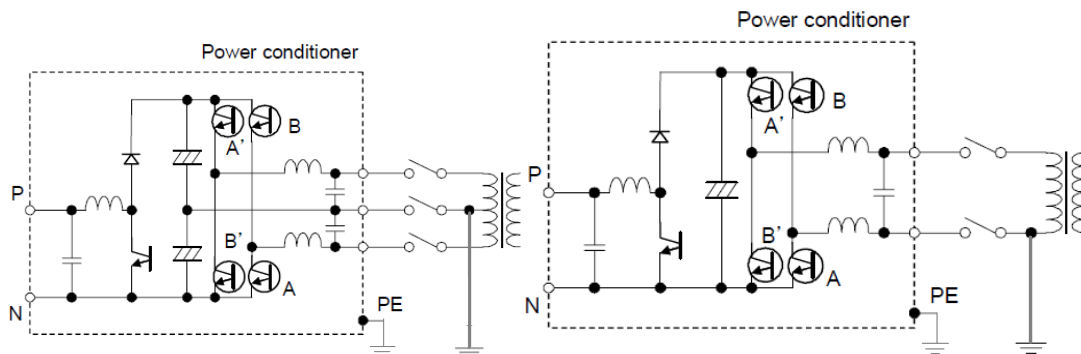 Power conditioner
B
A'
P
B'
A
N
PE
Power conditioner
B
A'
P
B'
A
N
PE